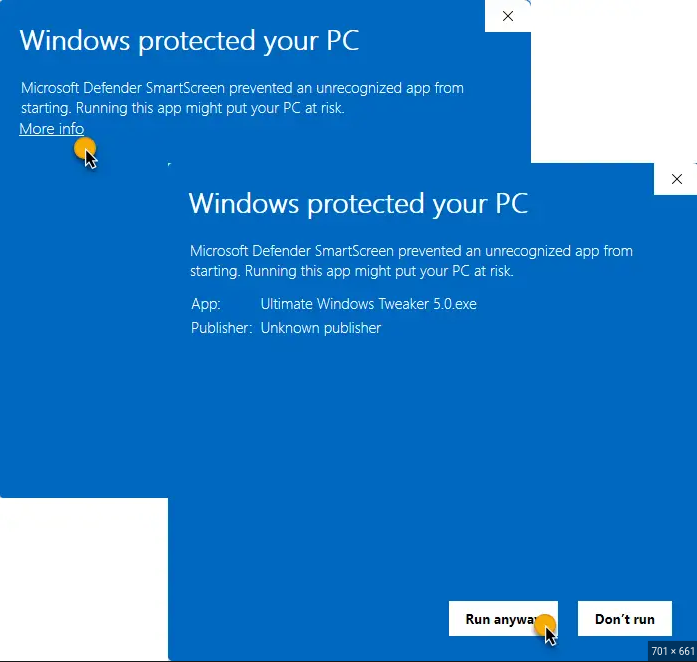 Windows protected your PC
Microsoft Defender SmartScreen prevented an unrecognized app from
starting. Running this app might put your PC at risk.
More info
Windows protected your PC
Microsoft Defender SmartScreen prevented an unrecognized app from
starting. Running this app might put your PC at risk.
App: Ultimate Windows Tweaker 5.0.exe
Publisher: Unknown publisher
Run anyway Don't run
701 × 661